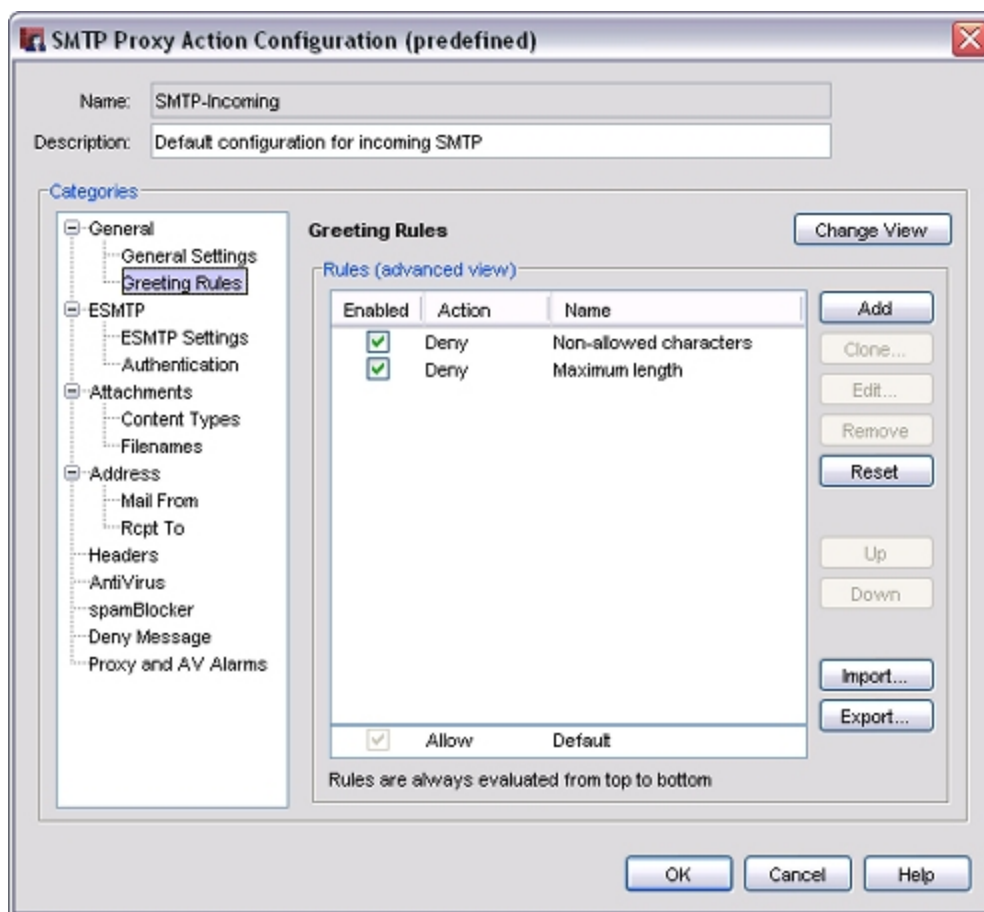 SMTP Proxy Action Configuration (predefined)
Name: SMTP-Incoming
Description: Default configuration for incoming SMTP
Categories
General
General Settings
Greeting Rules
ESMTP
ESMTP Settings
Authentication
Attachments
Content Types
Filenames
Address
Mail From
Rcpt To
Headers
AntiVirus
spamBlocker
Deny Message
Proxy and AV Alarms
Greeting Rules
Change View
Rules (advanced view)
Enabled Action Name
Deny Non-allowed characters
Deny Maximum length
Allow Default
Rules are always evaluated from top to bottom
Add
Clone...
Edit...
Remove
Reset
Up
Down
Import...
Export...
OK Cancel Help